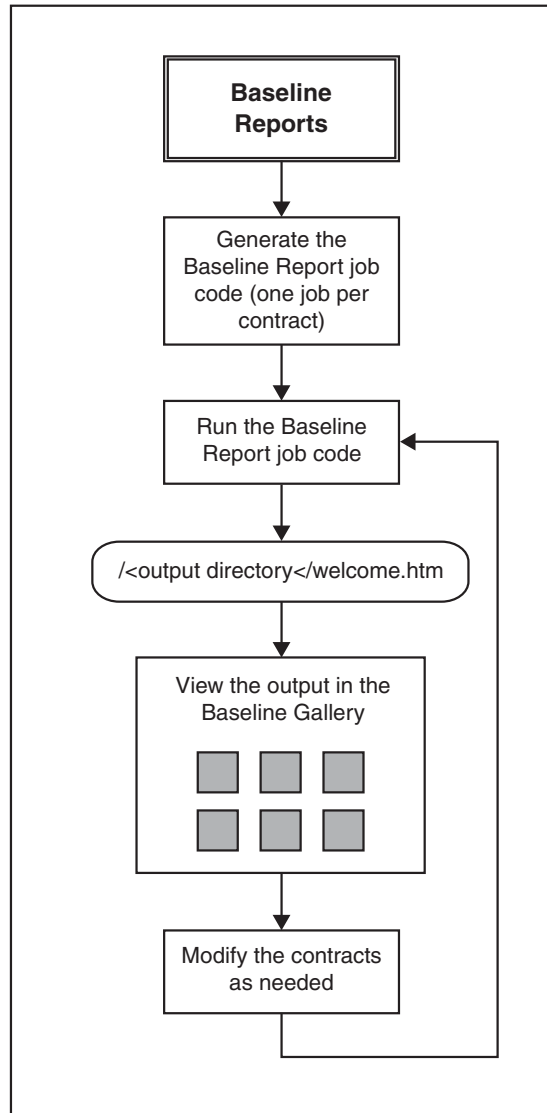 Baseline
Reports
Generate the
Baseline Report job
code (one job per
contract)
Run the Baseline
Report job code
/<output directory</welcome.htm
View the output in the
Baseline Gallery
Modify the contracts
as needed